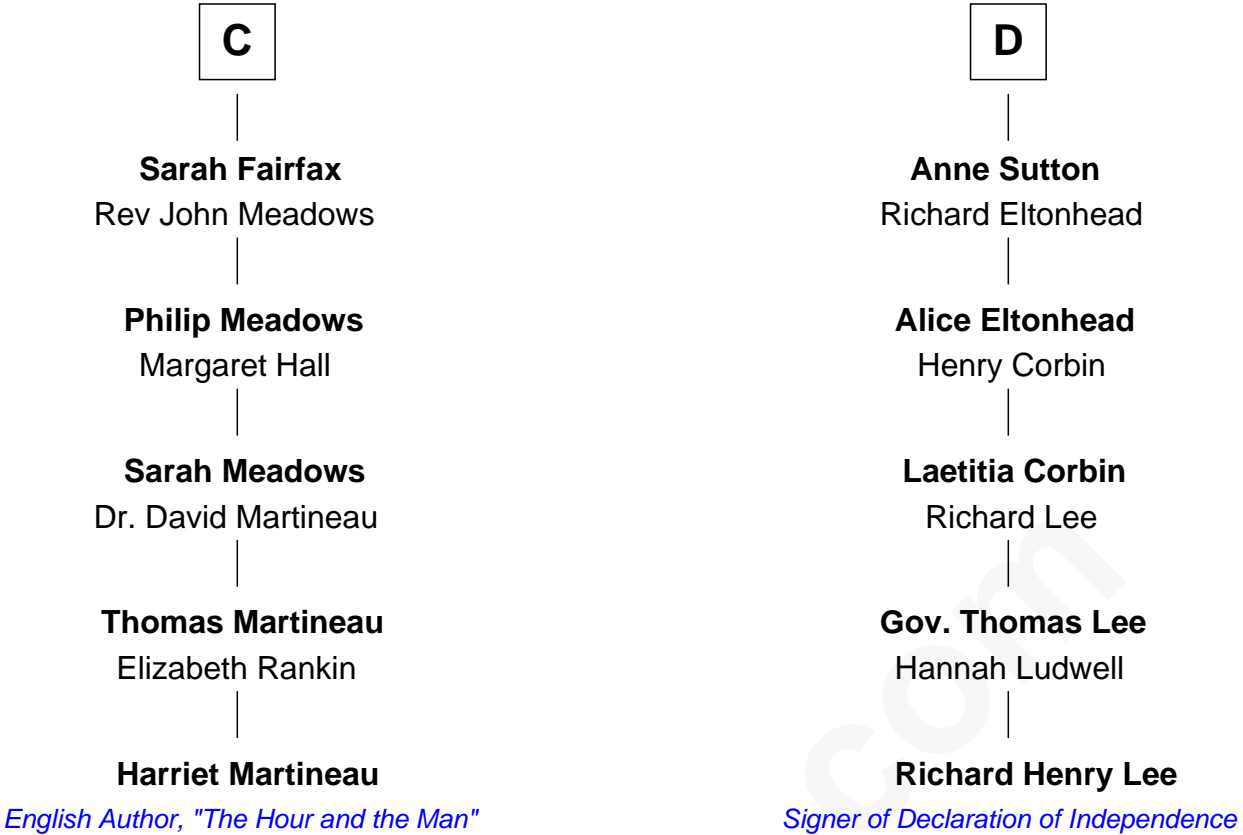 C
Sarah Fairfax
Rev John Meadows
Philip Meadows
Margaret Hall
Sarah Meadows
Dr. David Martineau
Thomas Martineau
Elizabeth Rankin
Harriet Martineau
English Author, "The Hour and the Man"
D
Anne Sutton
Richard Eltonhead
Alice Eltonhead
Henry Corbin
Laetitia Corbin
Richard Lee
Gov. Thomas Lee
Hannah Ludwell
Richard Henry Lee
Signer of Declaration of Independence
com